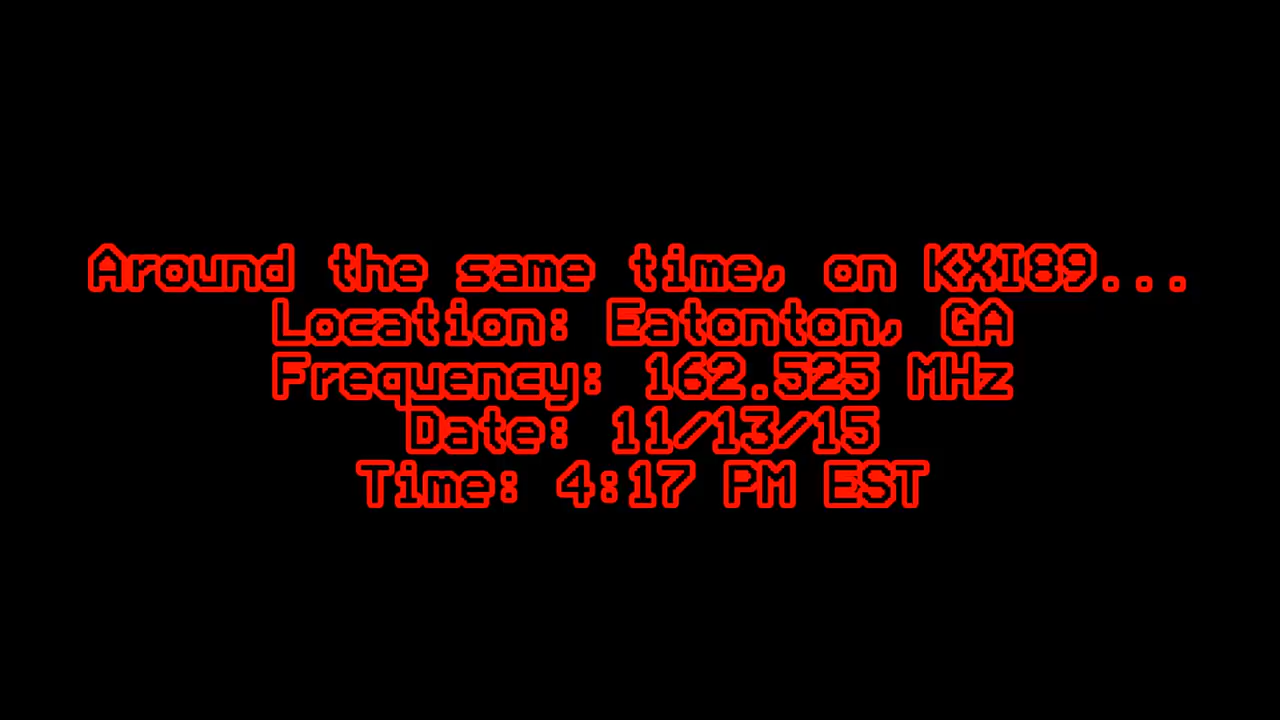 Around the same time, on KXI89...
Location: Eatonton, GA
Frequency: 162.525 MHz
Date: 11/13/15
Time: 4:17 PM EST